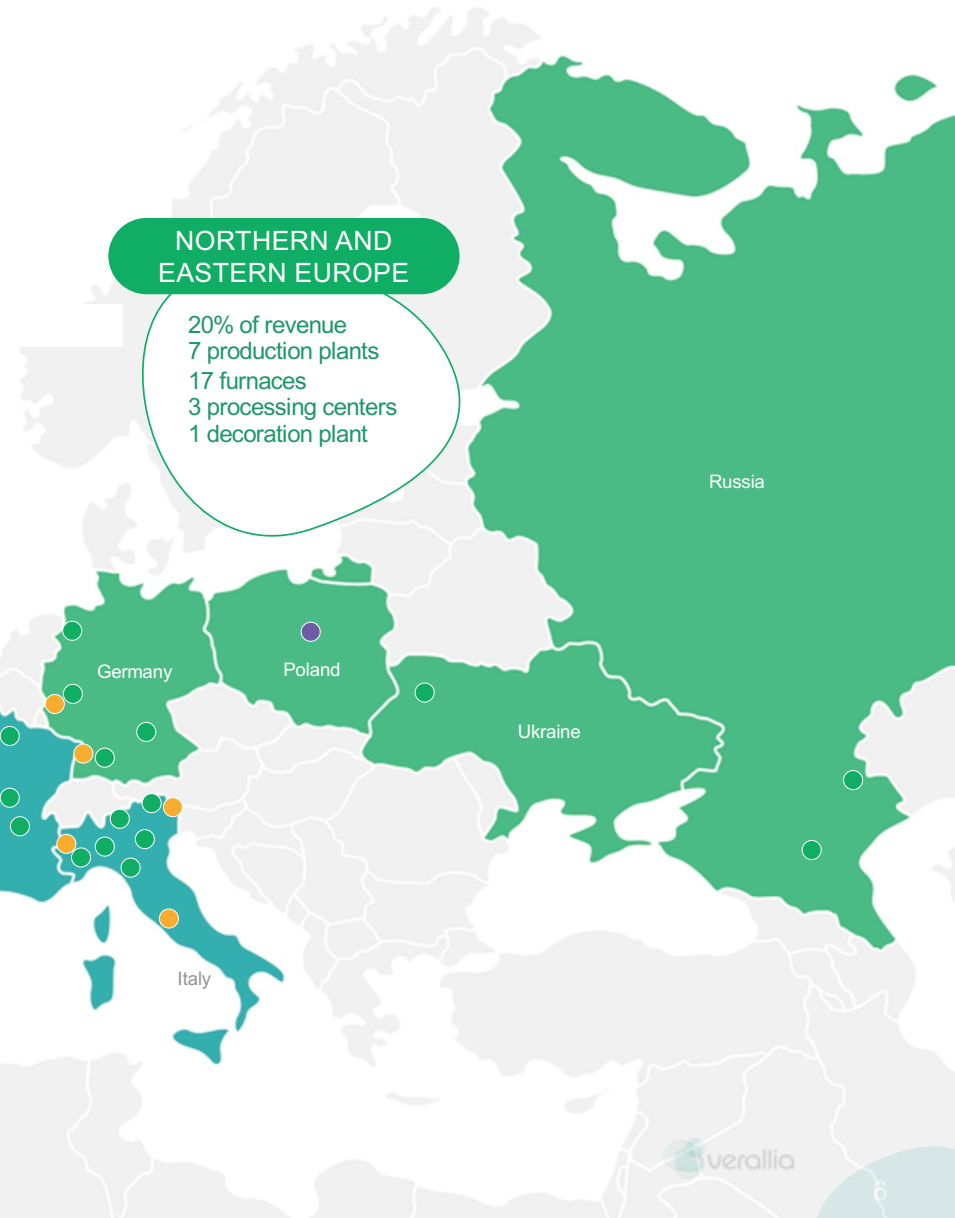 NORTHERN AND
EASTERN EUROPE
20% of revenue
7 production plants
17 furnaces
3 processing centers
1 decoration plant
Russia
Germany
Poland
Ukraine
Italy
verallia
6